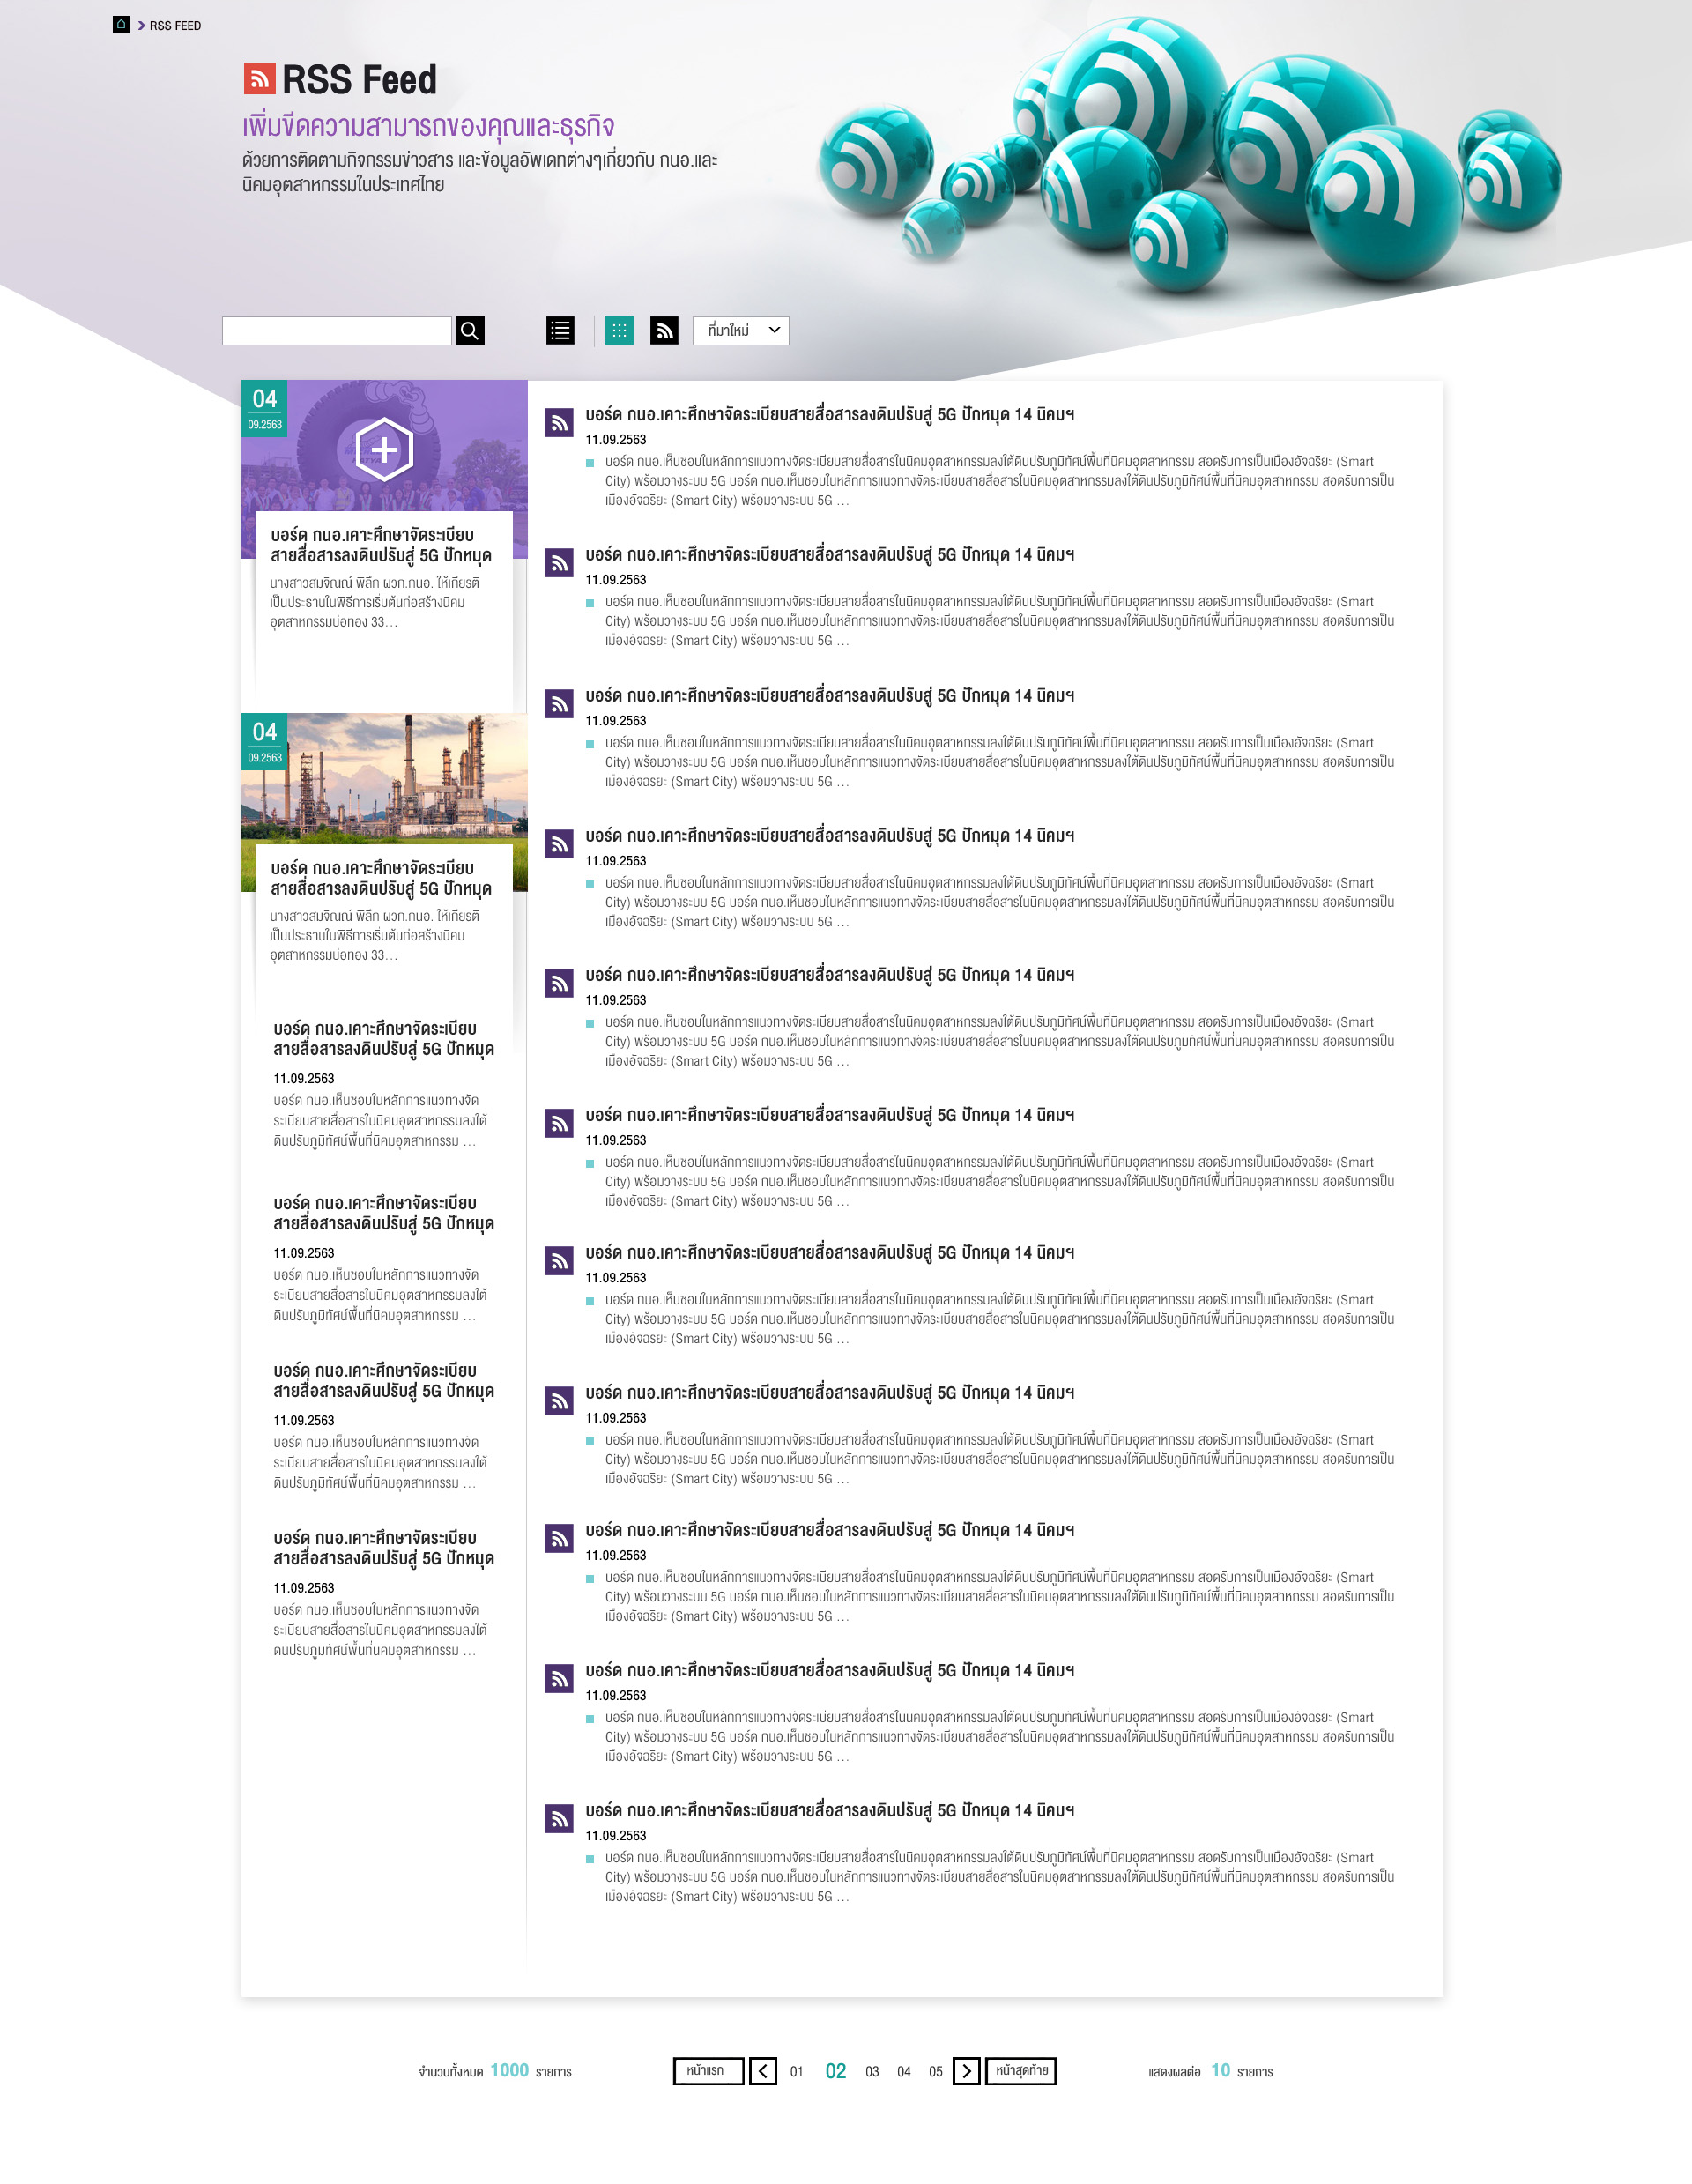 RSS FEED
RSS Feed
เพิ่มขีดความสามารถของคุณและธุรกิจ
ด้วยการติดตามกิจกรรมข่าวสาร และข้อมูลอัพเดทต่างๆเกี่ยวกับ กนอ.และ
นิคมอุตสาหกรรมในประเทศไทย
ที่มาใหม่
04
09.2563
บอร์ด กนอ.เคาะศึกษาจัดระเบียบ
สายสื่อสารลงดินปรับสู่ 5G ปักหมุด
นางสาวสมจิณณ์ พิลึก ผวก.กนอ. ให้เกียรติ
เป็นประธานในพิธีการเริ่มต้นก่อสร้างนิคม
อุตสาหกรรมบ่อทอง 33...
04
09.2563
บอร์ด กนอ.เคาะศึกษาจัดระเบียบ
สายสื่อสารลงดินปรับสู่ 5G ปักหมุด
นางสาวสมจิณณ์ พิลึก ผวก.กนอ. ให้เกียรติ
เป็นประธานในพิธีการเริ่มต้นก่อสร้างนิคม
อุตสาหกรรมบ่อทอง 33...
บอร์ด กนอ.เคาะศึกษาจัดระเบียบ
สายสื่อสารลงดินปรับสู่ 5G ปักหมุด
11.09.2563
บอร์ด กนอ.เห็นชอบในหลักการแนวทางจัด
ระเบียบสายสื่อสารในนิคมอุตสาหกรรมลงใต้
ดินปรับภูมิทัศน์พื้นที่นิคมอุตสาหกรรม ...
บอร์ด กนอ.เคาะศึกษาจัดระเบียบ
สายสื่อสารลงดินปรับสู่ 5G ปักหมุด
11.09.2563
บอร์ด กนอ.เห็นชอบในหลักการแนวทางจัด
ระเบียบสายสื่อสารในนิคมอุตสาหกรรมลงใต้
ดินปรับภูมิทัศน์พื้นที่นิคมอุตสาหกรรม ...
บอร์ด กนอ.เคาะศึกษาจัดระเบียบ
สายสื่อสารลงดินปรับสู่ 5G ปักหมุด
11.09.2563
บอร์ด กนอ.เห็นชอบในหลักการแนวทางจัด
ระเบียบสายสื่อสารในนิคมอุตสาหกรรมลงใต้
ดินปรับภูมิทัศน์พื้นที่นิคมอุตสาหกรรม ...
บอร์ด กนอ.เคาะศึกษาจัดระเบียบ
สายสื่อสารลงดินปรับสู่ 5G ปักหมุด
11.09.2563
บอร์ด กนอ.เห็นชอบในหลักการแนวทางจัด
ระเบียบสายสื่อสารในนิคมอุตสาหกรรมลงใต้
ดินปรับภูมิทัศน์พื้นที่นิคมอุตสาหกรรม ...
บอร์ด กนอ.เคาะศึกษาจัดระเบียบสายสื่อสารลงดินปรับสู่ 5G ปักหมุด 14 นิคมฯ
11.09.2563
บอร์ด กนอ.เห็นชอบในหลักการแนวทางจัดระเบียบสายสื่อสารในนิคมอุตสาหกรรมลงใต้ดินปรับภูมิทัศน์พื้นที่นิคมอุตสาหกรรม สอดรับการเป็นเมืองอัจฉริยะ (Smart
City) พร้อมวางระบบ 5G บอร์ด กนอ.เห็นชอบในหลักการแนวทางจัดระเบียบสายสื่อสารในนิคมอุตสาหกรรมลงใต้ดินปรับภูมิทัศน์พื้นที่นิคมอุตสาหกรรม สอดรับการเป็น
เมืองอัจฉริยะ (Smart City) พร้อมวางระบบ 5G ...
บอร์ด กนอ.เคาะศึกษาจัดระเบียบสายสื่อสารลงดินปรับสู่ 5G ปักหมุด 14 นิคมฯ
11.09.2563
บอร์ด กนอ.เห็นชอบในหลักการแนวทางจัดระเบียบสายสื่อสารในนิคมอุตสาหกรรมลงใต้ดินปรับภูมิทัศน์พื้นที่นิคมอุตสาหกรรม สอดรับการเป็นเมืองอัจฉริยะ (Smart
City) พร้อมวางระบบ 5G บอร์ด กนอ.เห็นชอบในหลักการแนวทางจัดระเบียบสายสื่อสารในนิคมอุตสาหกรรมลงใต้ดินปรับภูมิทัศน์พื้นที่นิคมอุตสาหกรรม สอดรับการเป็น
เมืองอัจฉริยะ (Smart City) พร้อมวางระบบ 5G ...
บอร์ด กนอ.เคาะศึกษาจัดระเบียบสายสื่อสารลงดินปรับสู่ 5G ปักหมุด 14 นิคมฯ
11.09.2563
บอร์ด กนอ.เห็นชอบในหลักการแนวทางจัดระเบียบสายสื่อสารในนิคมอุตสาหกรรมลงใต้ดินปรับภูมิทัศน์พื้นที่นิคมอุตสาหกรรม สอดรับการเป็นเมืองอัจฉริยะ (Smart
City) พร้อมวางระบบ 5G บอร์ด กนอ.เห็นชอบในหลักการแนวทางจัดระเบียบสายสื่อสารในนิคมอุตสาหกรรมลงใต้ดินปรับภูมิทัศน์พื้นที่นิคมอุตสาหกรรม สอดรับการเป็น
เมืองอัจฉริยะ (Smart City) พร้อมวางระบบ 5G ...
บอร์ด กนอ.เคาะศึกษาจัดระเบียบสายสื่อสารลงดินปรับสู่ 5G ปักหมุด 14 นิคมฯ
11.09.2563
บอร์ด กนอ.เห็นชอบในหลักการแนวทางจัดระเบียบสายสื่อสารในนิคมอุตสาหกรรมลงใต้ดินปรับภูมิทัศน์พื้นที่นิคมอุตสาหกรรม สอดรับการเป็นเมืองอัจฉริยะ (Smart
City) พร้อมวางระบบ 5G บอร์ด กนอ.เห็นชอบในหลักการแนวทางจัดระเบียบสายสื่อสารในนิคมอุตสาหกรรมลงใต้ดินปรับภูมิทัศน์พื้นที่นิคมอุตสาหกรรม สอดรับการเป็น
เมืองอัจฉริยะ (Smart City) พร้อมวางระบบ 5G ...
บอร์ด กนอ.เคาะศึกษาจัดระเบียบสายสื่อสารลงดินปรับสู่ 5G ปักหมุด 14 นิคมฯ
11.09.2563
บอร์ด กนอ.เห็นชอบในหลักการแนวทางจัดระเบียบสายสื่อสารในนิคมอุตสาหกรรมลงใต้ดินปรับภูมิทัศน์พื้นที่นิคมอุตสาหกรรม สอดรับการเป็นเมืองอัจฉริยะ (Smart
City) พร้อมวางระบบ 5G บอร์ด กนอ.เห็นชอบในหลักการแนวทางจัดระเบียบสายสื่อสารในนิคมอุตสาหกรรมลงใต้ดินปรับภูมิทัศน์พื้นที่นิคมอุตสาหกรรม สอดรับการเป็น
เมืองอัจฉริยะ (Smart City) พร้อมวางระบบ 5G ...
บอร์ด กนอ.เคาะศึกษาจัดระเบียบสายสื่อสารลงดินปรับสู่ 5G ปักหมุด 14 นิคมฯ
11.09.2563
บอร์ด กนอ.เห็นชอบในหลักการแนวทางจัดระเบียบสายสื่อสารในนิคมอุตสาหกรรมลงใต้ดินปรับภูมิทัศน์พื้นที่นิคมอุตสาหกรรม สอดรับการเป็นเมืองอัจฉริยะ (Smart
City) พร้อมวางระบบ 5G บอร์ด กนอ.เห็นชอบในหลักการแนวทางจัดระเบียบสายสื่อสารในนิคมอุตสาหกรรมลงใต้ดินปรับภูมิทัศน์พื้นที่นิคมอุตสาหกรรม สอดรับการเป็น
เมืองอัจฉริยะ (Smart City) พร้อมวางระบบ 5G ...
บอร์ด กนอ.เคาะศึกษาจัดระเบียบสายสื่อสารลงดินปรับสู่ 5G ปักหมุด 14 นิคมฯ
11.09.2563
บอร์ด กนอ.เห็นชอบในหลักการแนวทางจัดระเบียบสายสื่อสารในนิคมอุตสาหกรรมลงใต้ดินปรับภูมิทัศน์พื้นที่นิคมอุตสาหกรรม สอดรับการเป็นเมืองอัจฉริยะ (Smart
City) พร้อมวางระบบ 5G บอร์ด กนอ.เห็นชอบในหลักการแนวทางจัดระเบียบสายสื่อสารในนิคมอุตสาหกรรมลงใต้ดินปรับภูมิทัศน์พื้นที่นิคมอุตสาหกรรม สอดรับการเป็น
เมืองอัจฉริยะ (Smart City) พร้อมวางระบบ 5G ...
บอร์ด กนอ.เคาะศึกษาจัดระเบียบสายสื่อสารลงดินปรับสู่ 5G ปักหมุด 14 นิคมฯ
11.09.2563
บอร์ด กนอ.เห็นชอบในหลักการแนวทางจัดระเบียบสายสื่อสารในนิคมอุตสาหกรรมลงใต้ดินปรับภูมิทัศน์พื้นที่นิคมอุตสาหกรรม สอดรับการเป็นเมืองอัจฉริยะ (Smart
City) พร้อมวางระบบ 5G บอร์ด กนอ.เห็นชอบในหลักการแนวทางจัดระเบียบสายสื่อสารในนิคมอุตสาหกรรมลงใต้ดินปรับภูมิทัศน์พื้นที่นิคมอุตสาหกรรม สอดรับการเป็น
เมืองอัจฉริยะ (Smart City) พร้อมวางระบบ 5G ...
บอร์ด กนอ.เคาะศึกษาจัดระเบียบสายสื่อสารลงดินปรับสู่ 5G ปักหมุด 14 นิคมฯ
11.09.2563
บอร์ด กนอ.เห็นชอบในหลักการแนวทางจัดระเบียบสายสื่อสารในนิคมอุตสาหกรรมลงใต้ดินปรับภูมิทัศน์พื้นที่นิคมอุตสาหกรรม สอดรับการเป็นเมืองอัจฉริยะ (Smart
City) พร้อมวางระบบ 5G บอร์ด กนอ.เห็นชอบในหลักการแนวทางจัดระเบียบสายสื่อสารในนิคมอุตสาหกรรมลงใต้ดินปรับภูมิทัศน์พื้นที่นิคมอุตสาหกรรม สอดรับการเป็น
เมืองอัจฉริยะ (Smart City) พร้อมวางระบบ 5G ...
บอร์ด กนอ.เคาะศึกษาจัดระเบียบสายสื่อสารลงดินปรับสู่ 5G ปักหมุด 14 นิคมฯ
11.09.2563
บอร์ด กนอ.เห็นชอบในหลักการแนวทางจัดระเบียบสายสื่อสารในนิคมอุตสาหกรรมลงใต้ดินปรับภูมิทัศน์พื้นที่นิคมอุตสาหกรรม สอดรับการเป็นเมืองอัจฉริยะ (Smart
City) พร้อมวางระบบ 5G บอร์ด กนอ.เห็นชอบในหลักการแนวทางจัดระเบียบสายสื่อสารในนิคมอุตสาหกรรมลงใต้ดินปรับภูมิทัศน์พื้นที่นิคมอุตสาหกรรม สอดรับการเป็น
เมืองอัจฉริยะ (Smart City) พร้อมวางระบบ 5G ...
บอร์ด กนอ.เคาะศึกษาจัดระเบียบสายสื่อสารลงดินปรับสู่ 5G ปักหมุด 14 นิคมฯ
11.09.2563
บอร์ด กนอ.เห็นชอบในหลักการแนวทางจัดระเบียบสายสื่อสารในนิคมอุตสาหกรรมลงใต้ดินปรับภูมิทัศน์พื้นที่นิคมอุตสาหกรรม สอดรับการเป็นเมืองอัจฉริยะ (Smart
City) พร้อมวางระบบ 5G บอร์ด กนอ.เห็นชอบในหลักการแนวทางจัดระเบียบสายสื่อสารในนิคมอุตสาหกรรมลงใต้ดินปรับภูมิทัศน์พื้นที่นิคมอุตสาหกรรม สอดรับการเป็น
เมืองอัจฉริยะ (Smart City) พร้อมวางระบบ 5G ...
จำนวนทั้งหมด 1000 รายการ
หน้าแรก 01 02 03 04 05 หน้าสุดท้าย
แสดงผลต่อ 10 รายการ